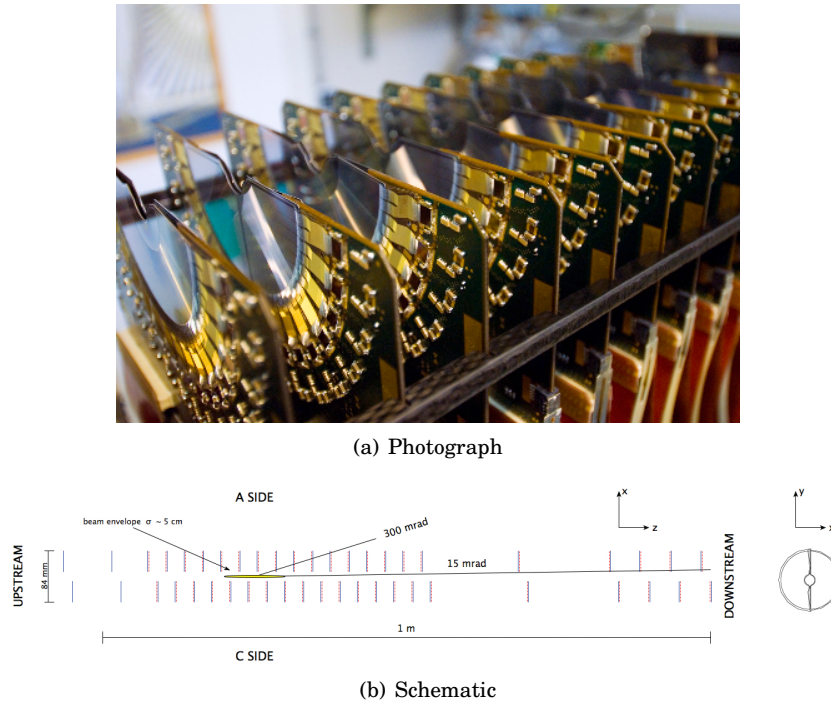 (a) Photograph
A SIDE
beam envelope σ ~ 5 cm
300 mrad
15 mrad
UPSTREAM
84 mm
DOWNSTREAM
x
z
y
x
1 m
C SIDE
(b) Schematic